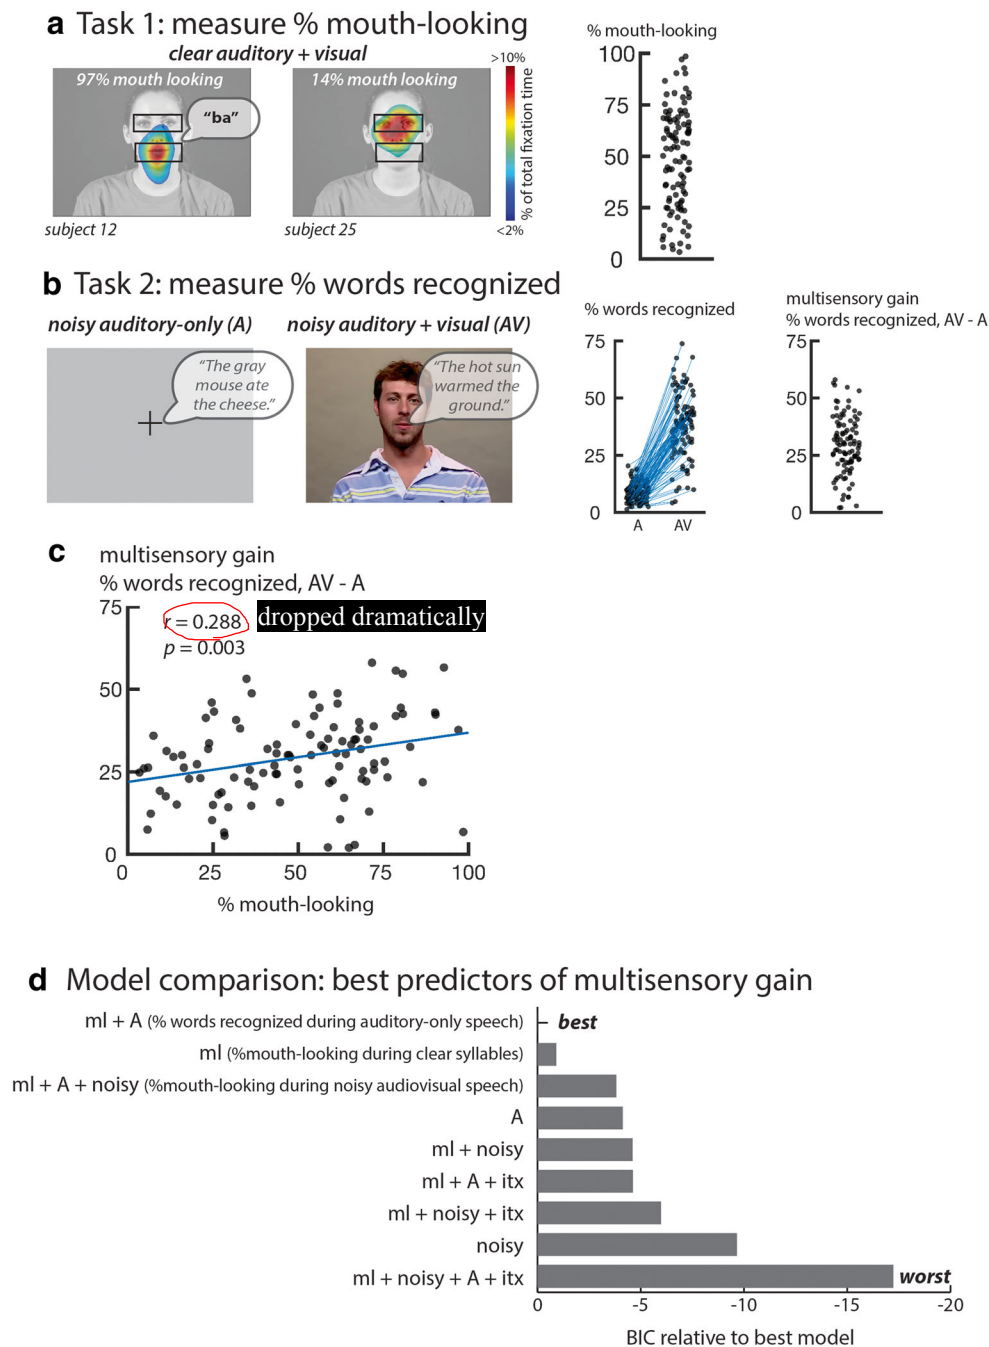 a Task 1: measure % mouth-looking
clear auditory + visual
97% mouth looking
"ba"
subject 12
14% mouth looking
subject 25
>10%
% of total fixation time
<2%
% mouth-looking
100
75
50
25
0
b Task 2: measure % words recognized
noisy auditory-only (A)
"The gray
mouse ate
the cheese."
noisy auditory + visual (AV)
"The hot sun
warmed the
ground."
% words recognized
75
50
25
0
A AV
multisensory gain
% words recognized, AV - A
75
50
25
0
c multisensory gain
% words recognized, AV - A
r = 0.288 dropped dramatically
p = 0.003
75
50
25
0
0 25 50 75 100
% mouth-looking
d Model comparison: best predictors of multisensory gain
ml + A (% words recognized during auditory-only speech) best
ml (%mouth-looking during clear syllables)
ml + A + noisy (%mouth-looking during noisy audiovisual speech)
A
ml + noisy
ml + A + itx
ml + noisy + itx
noisy
ml + noisy + A + itx worst
0 -5 -10 -15 -20
BIC relative to best model